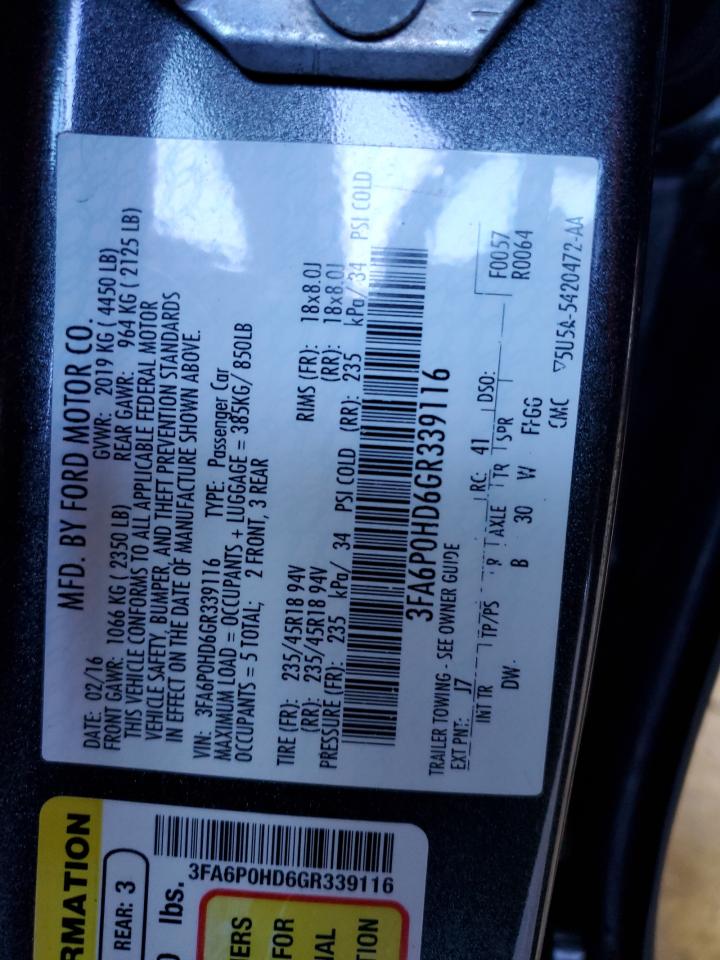 MFD. BY FORD MOTOR CO.
DATE: 02/16 GVWR: 2019 KG ( 4450 LB)
FRONT GAWR: 1066 KG ( 2350 LB) REAR GAWR: 964 KG ( 2125 LB)
THIS VEHICLE CONFORMS TO ALL APPLICABLE FEDERAL MOTOR
VEHICLE SAFETY, BUMPER, AND THEFT PREVENTION STANDARDS
IN EFFECT ON THE DATE OF MANUFACTURE SHOWN ABOVE.
VIN: 3FA6P0HD6GR339116 TYPE: Passenger Car
MAXIMUM LOAD = OCCUPANTS + LUGGAGE = 385KG/ 850LB
OCCUPANTS = 5 TOTAL; 2 FRONT, 3 REAR
TIRE (FR): 235/45R18 94V RIMS (FR): 18x8.0J
(RR): 235/45R18 94V (RR): 18x8.0J
PRESSURE (FR): 235 kPa/ 34 PSI COLD (RR): 235 kPa/ 34 PSI COLD
3FA6P0HD6GR339116
TRAILER TOWING - SEE OWNER GUIDE
EXT PNT: J7 RC: 41 DSO: F0057
R0064
INT TR TP/PS R AXLE TR SPR
DW B 30 W
5U5A-5420472-AA
RMATION
REAR: 3
lbs.
3FA6P0HD6GR339116
FOR